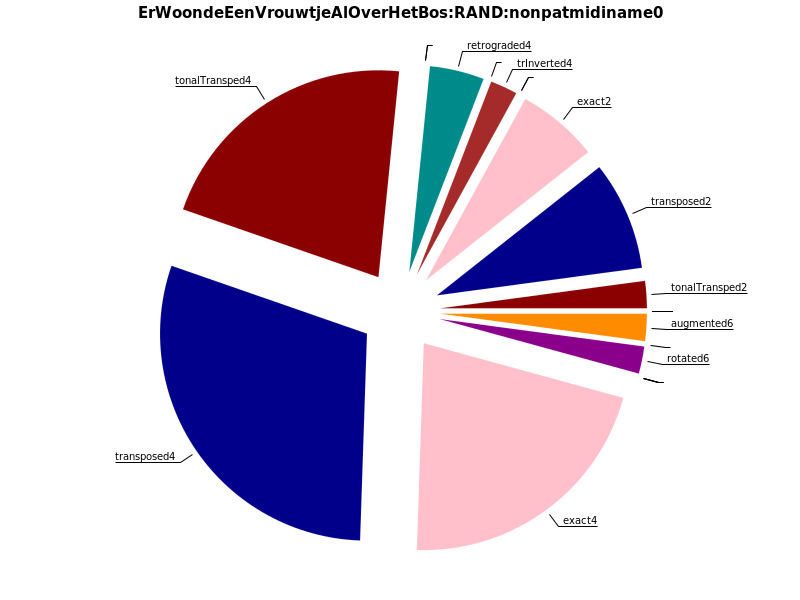 ErWoondeEenVrouwtjeAlOverHetBos:RAND:nonpatmidiname0
retrograded4
trInverted4
tonalTransped4
exact2
transposed2
tonalTransped2
augmented6
rotated6
transposed4
exact4